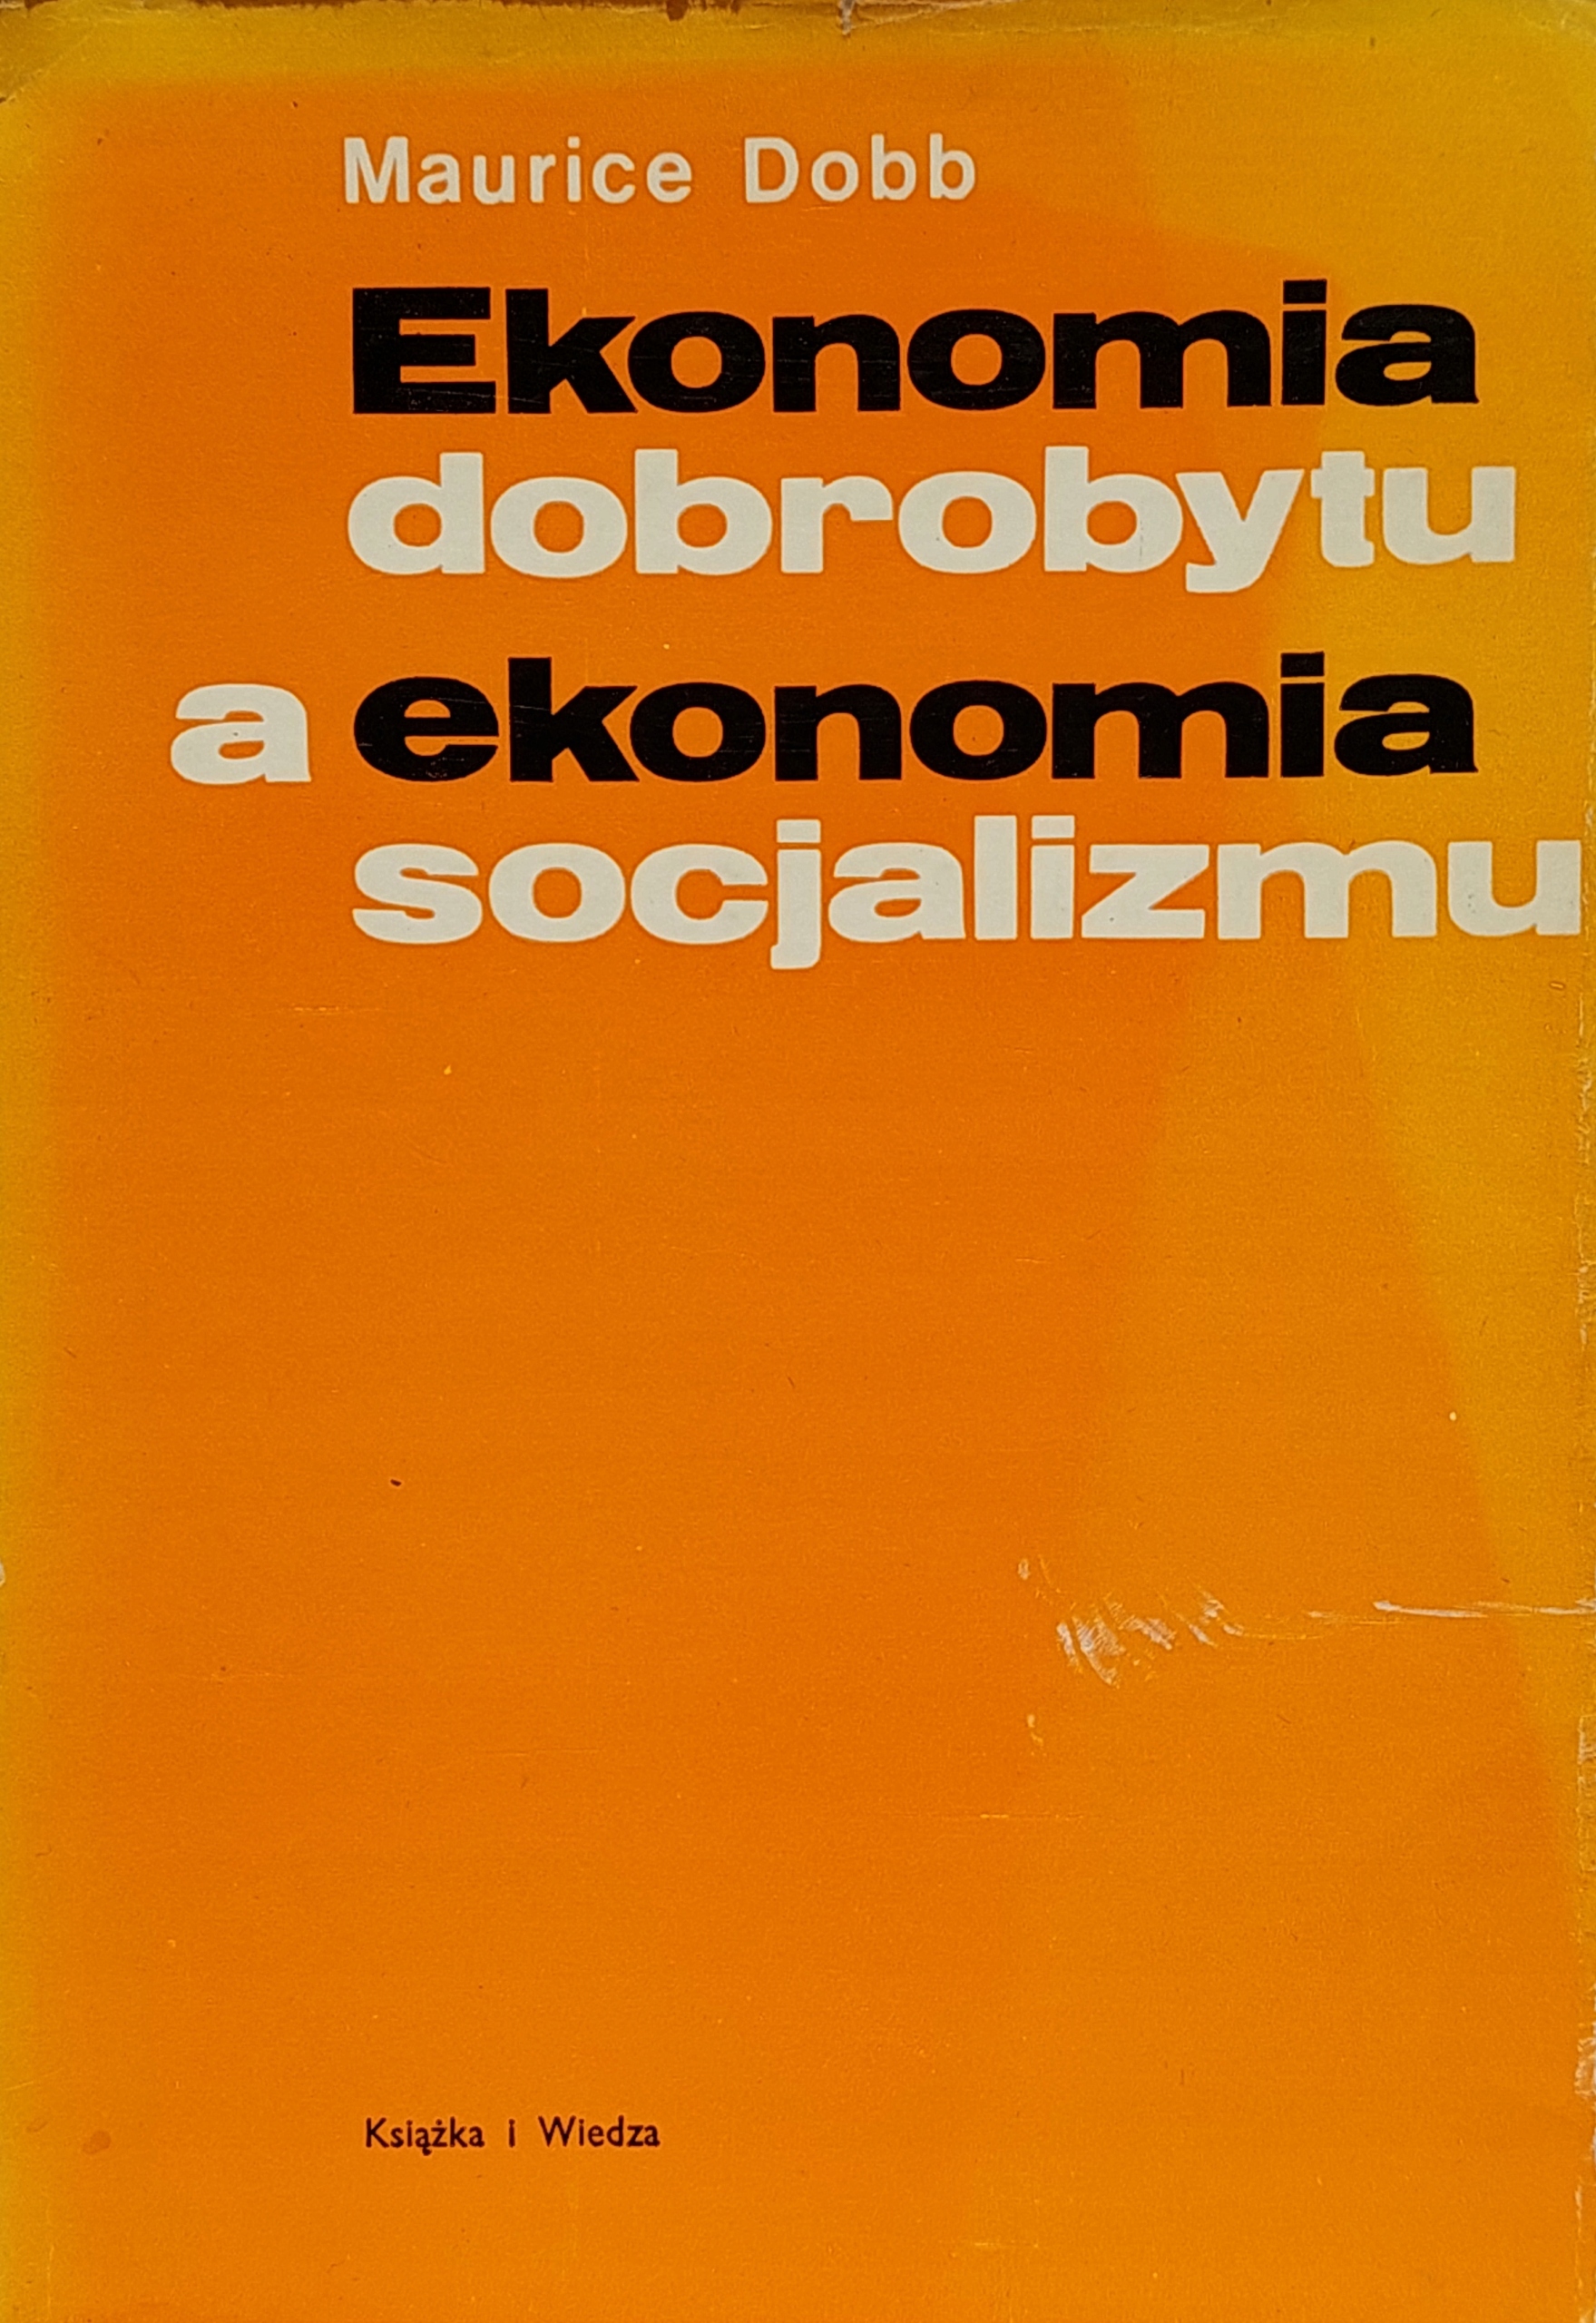 Maurice Dobb
Ekonomia
dobrobytu
a ekonomia
socjalizmu
Książka i Wiedza